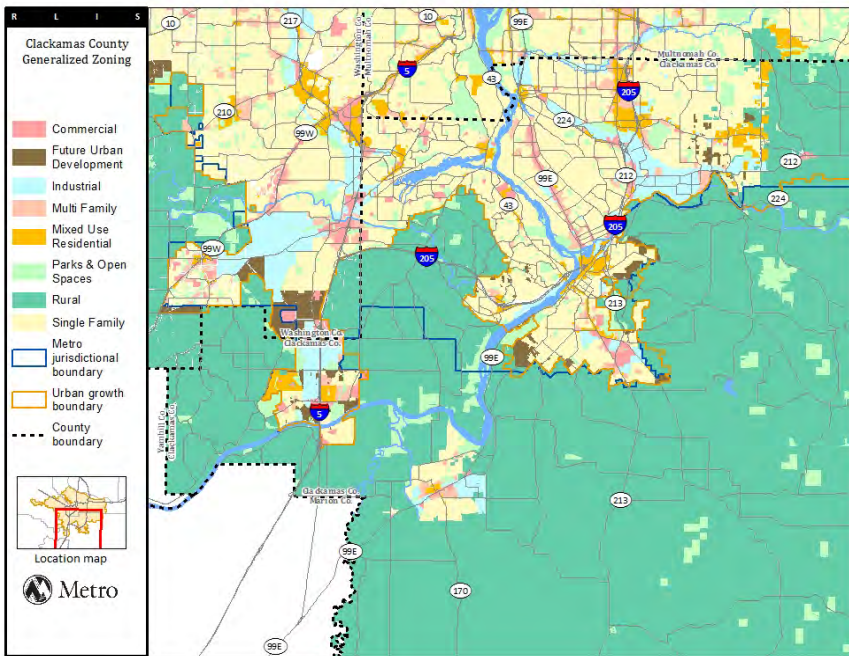 R L I S
Clackamas County
Generalized Zoning
Commercial
Future Urban
Development
Industrial
Multi Family
Mixed Use
Residential
Parks & Open
Spaces
Rural
Single Family
Metro
jurisdictional
boundary
Urban growth
boundary
County
boundary
Location map
Metro
10
217
10
99E
Washington Co.
Multnomah Co.
5
43
Multnomah Co.
Clackamas Co.
205
210
99W
224
99E
212
212
224
43
205
205
99W
213
Washington Co.
Clackamas Co.
99E
5
Yamhill Co.
Clackamas Co.
Clackamas Co.
Marion Co.
213
99E
170
99E